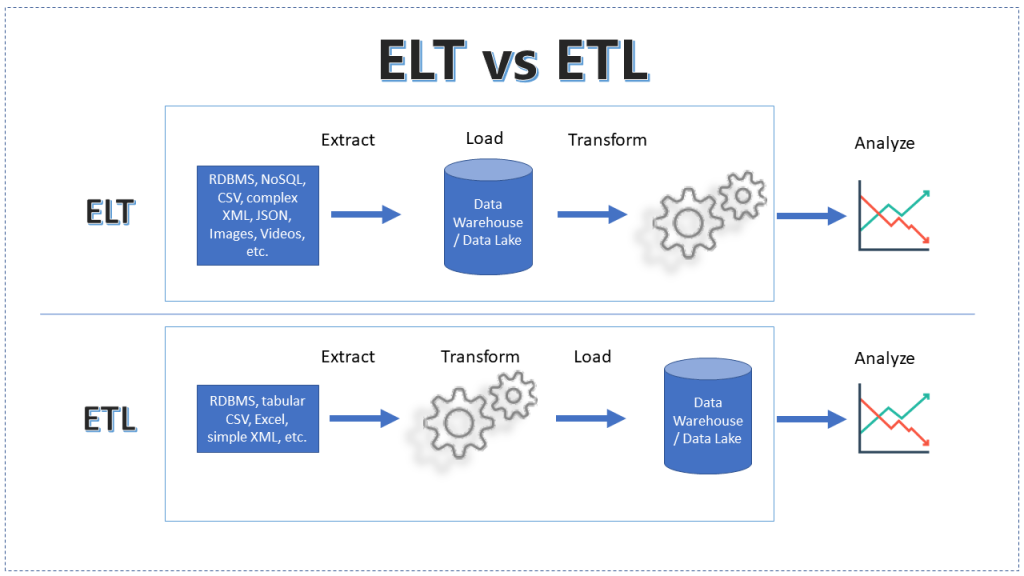 ELT vs ETL
Extract
Load
Transform
Analyze
ELT
RDBMS, NoSQL,
CSV, complex
XML, JSON,
Images, Videos,
etc.
Data
Warehouse
/ Data Lake
Extract
Transform
Load
Analyze
ETL
RDBMS, tabular
CSV, Excel,
simple XML, etc.
Data
Warehouse
/ Data Lake